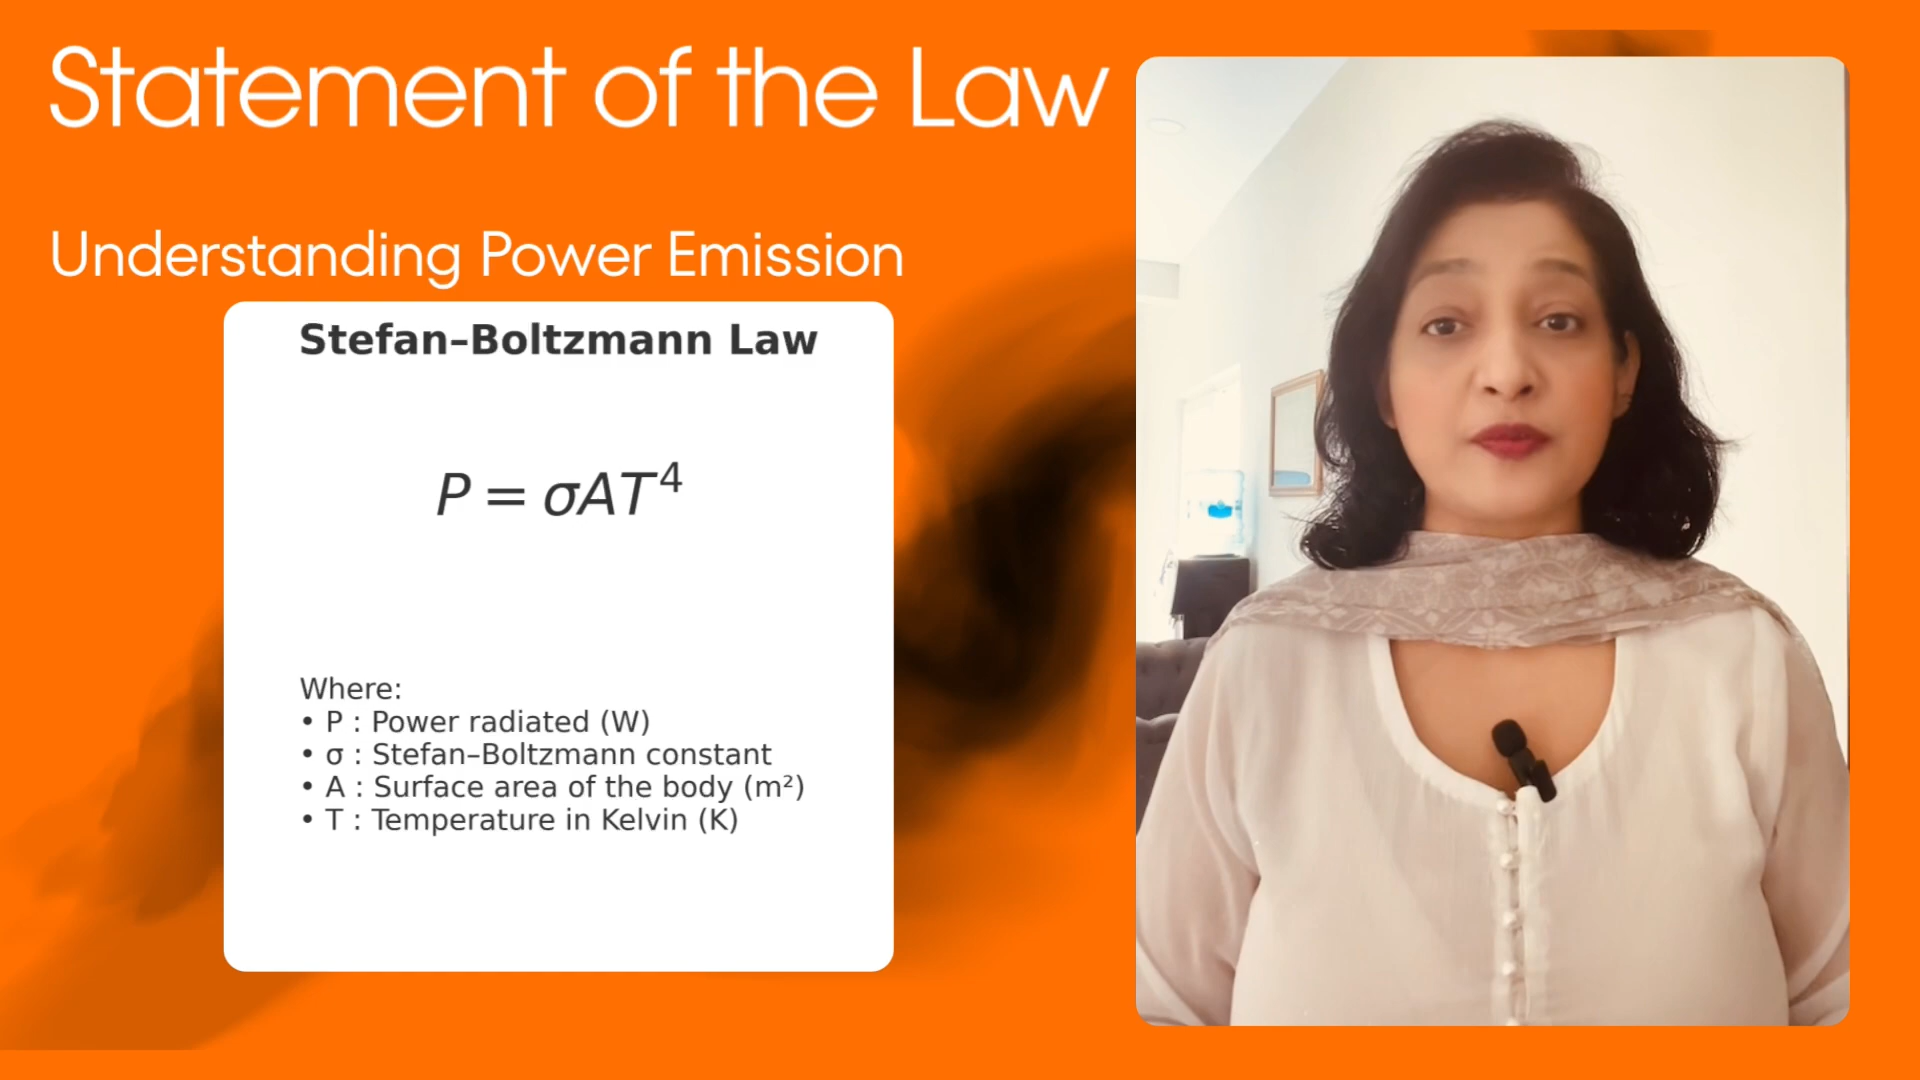 Statement of the Law
Understanding Power Emission
Stefan–Boltzmann Law
P = σAT⁴
Where:
• P : Power radiated (W)
• σ : Stefan–Boltzmann constant
• A : Surface area of the body (m²)
• T : Temperature in Kelvin (K)